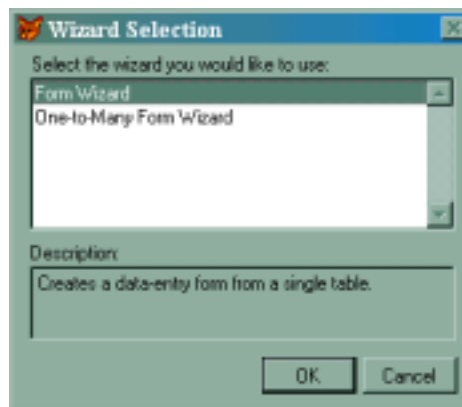 Wizard Selection
Select the wizard you would like to use:
Form Wizard
One-to-Many Form Wizard
Description:
Creates a data-entry form from a single table.
OK Cancel